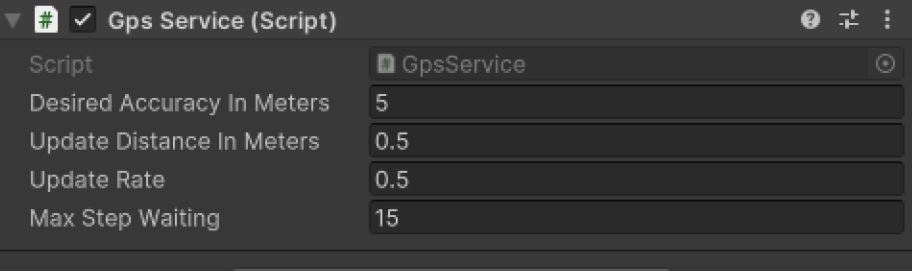 Gps Service (Script)
Script GpsService
Desired Accuracy In Meters 5
Update Distance In Meters 0.5
Update Rate 0.5
Max Step Waiting 15